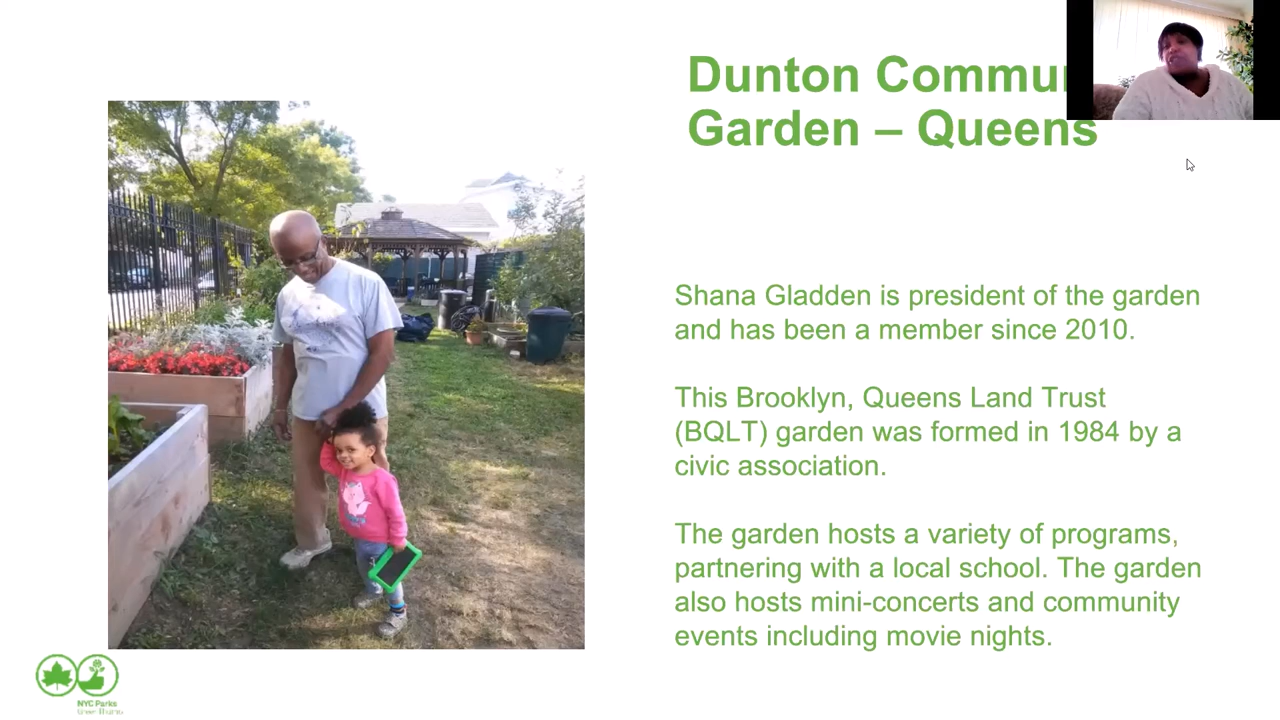 Dunton Commu
Garden – Queens
Shana Gladden is president of the garden
and has been a member since 2010.
This Brooklyn, Queens Land Trust
(BQLT) garden was formed in 1984 by a
civic association.
The garden hosts a variety of programs,
partnering with a local school. The garden
also hosts mini-concerts and community
events including movie nights.
NYC Parks